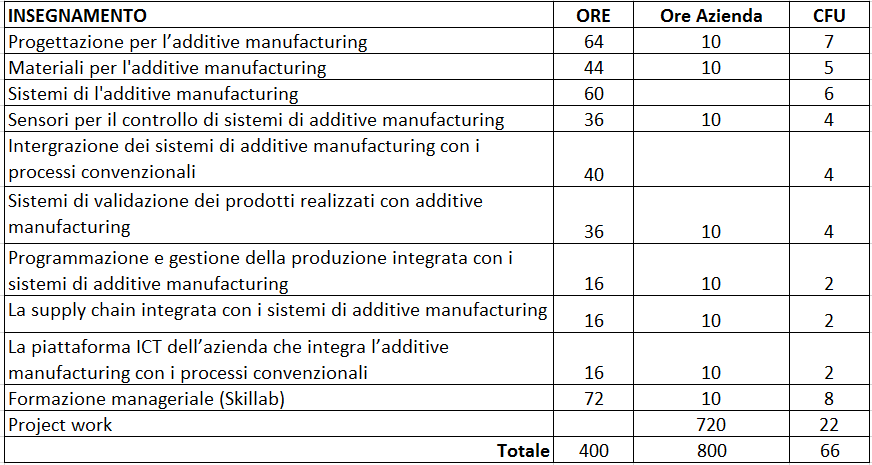 INSEGNAMENTO ORE Ore Azienda CFU
Progettazione per l’additive manufacturing 64 10 7
Materiali per l'additive manufacturing 44 10 5
Sistemi di l'additive manufacturing 60 6
Sensori per il controllo di sistemi di additive manufacturing 36 10 4
Intergrazione dei sistemi di additive manufacturing con i
processi convenzionali 40 4
Sistemi di validazione dei prodotti realizzati con additive
manufacturing 36 10 4
Programmazione e gestione della produzione integrata con i
sistemi di additive manufacturing 16 10 2
La supply chain integrata con i sistemi di additive manufacturing 16 10 2
La piattaforma ICT dell’azienda che integra l’additive
manufacturing con i processi convenzionali 16 10 2
Formazione manageriale (Skillab) 72 10 8
Project work 720 22
Totale 400 800 66